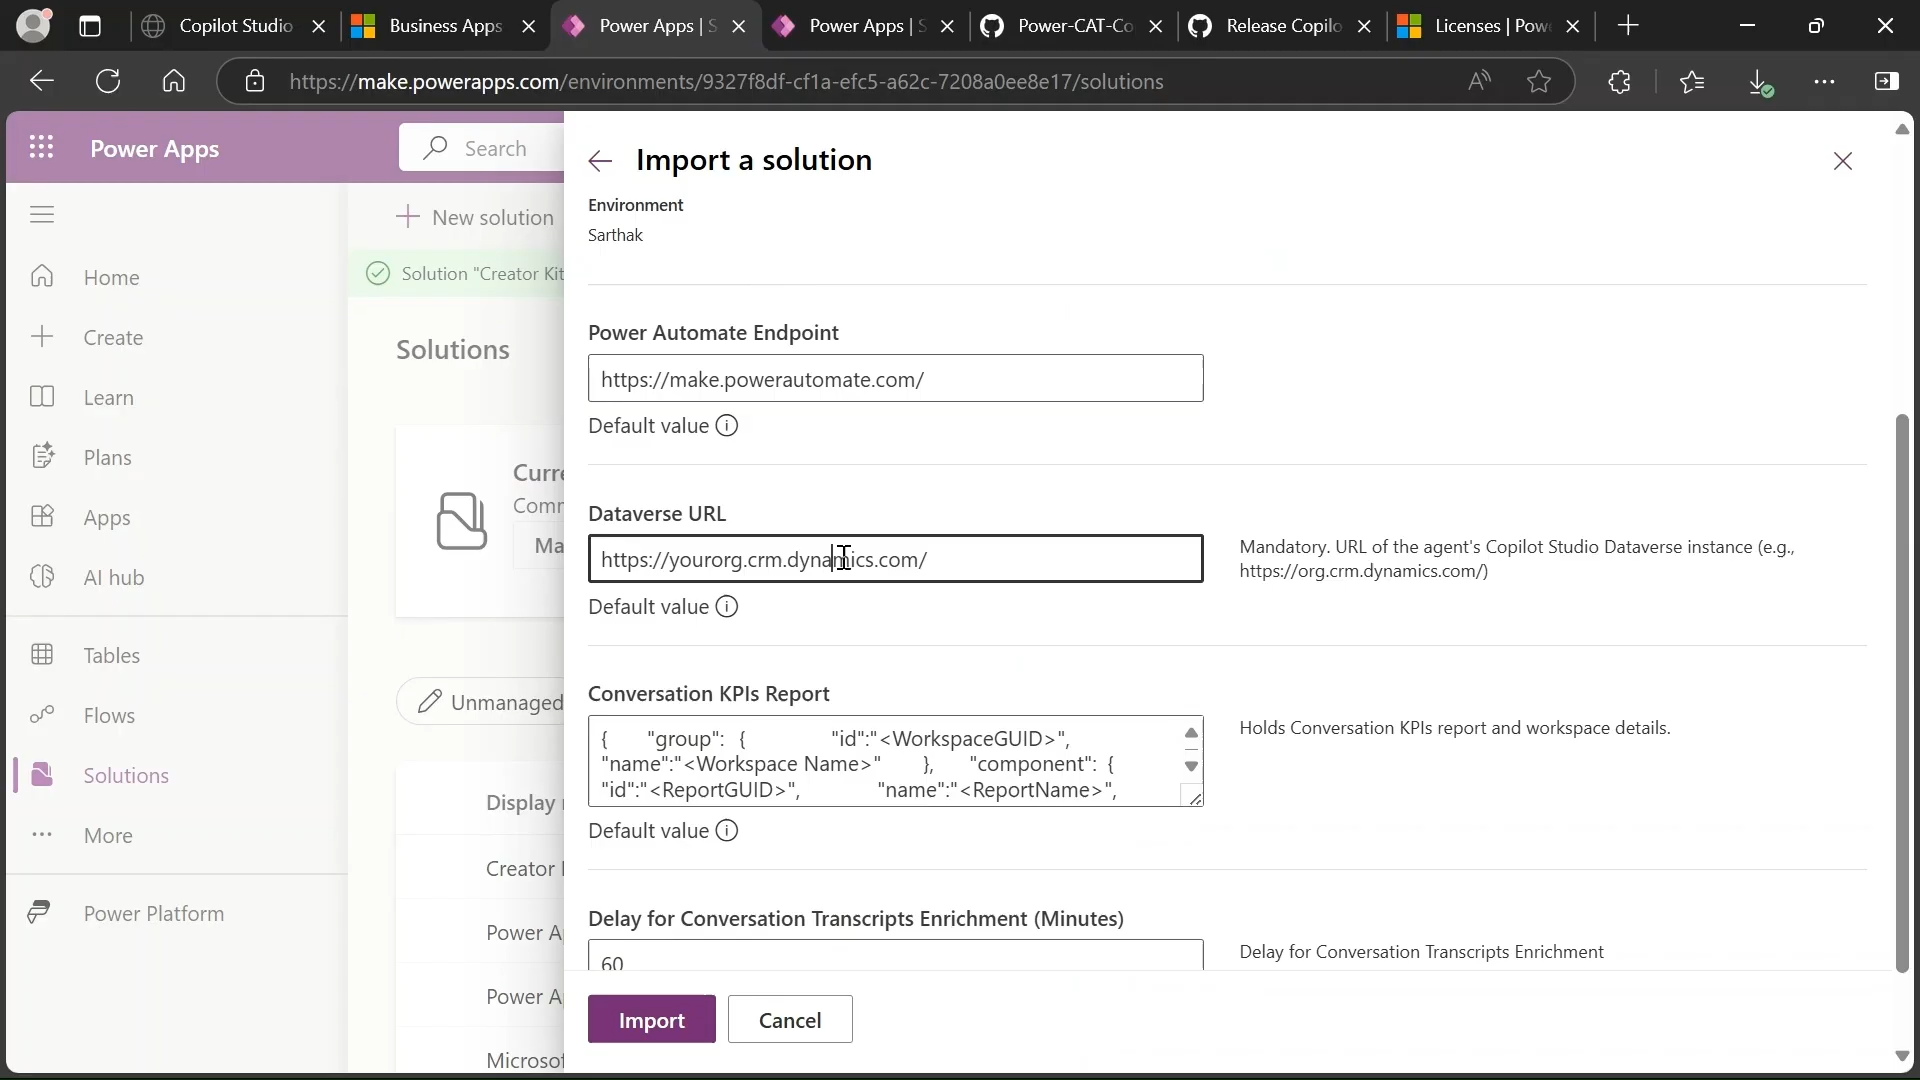 Copilot Studio
Business Apps
Power Apps | S
Power Apps | S
Power-CAT-Co
Release Copilo
Licenses | Pow
https://make.powerapps.com/environments/9327f8df-cf1a-efc5-a62c-7208a0ee8e17/solutions
Power Apps
Search
Home
Create
Learn
Plans
Apps
AI hub
Tables
Flows
Solutions
More
Power Platform
New solution
Solution "Creator Kit
Solutions
Curre
Comm
Ma
Unmanaged
Display
Creator
Power A
Power A
Microsof
Import a solution
Environment
Sarthak
Power Automate Endpoint
https://make.powerautomate.com/
Default value
Dataverse URL
https://yourorg.crm.dynamics.com/
Mandatory. URL of the agent's Copilot Studio Dataverse instance (e.g.,
https://org.crm.dynamics.com/)
Default value
Conversation KPIs Report
{ "group": { "id":"<WorkspaceGUID>",
"name":"<Workspace Name>" }, "component": {
"id":"<ReportGUID>", "name":"<ReportName>",
Holds Conversation KPIs report and workspace details.
Default value
Delay for Conversation Transcripts Enrichment (Minutes)
60
Delay for Conversation Transcripts Enrichment
Import
Cancel